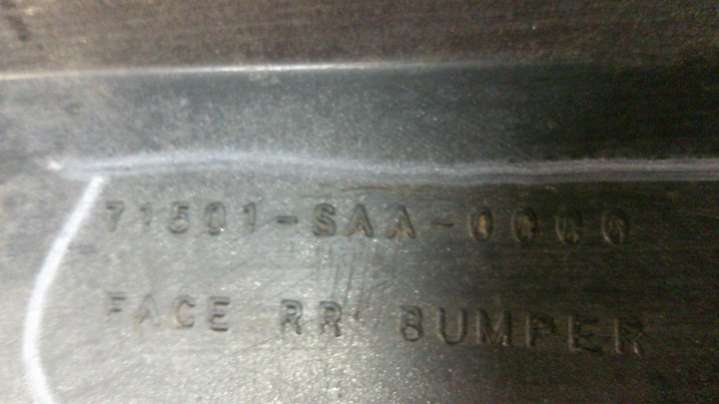 71501-SAA-0000
FACE RR BUMPER